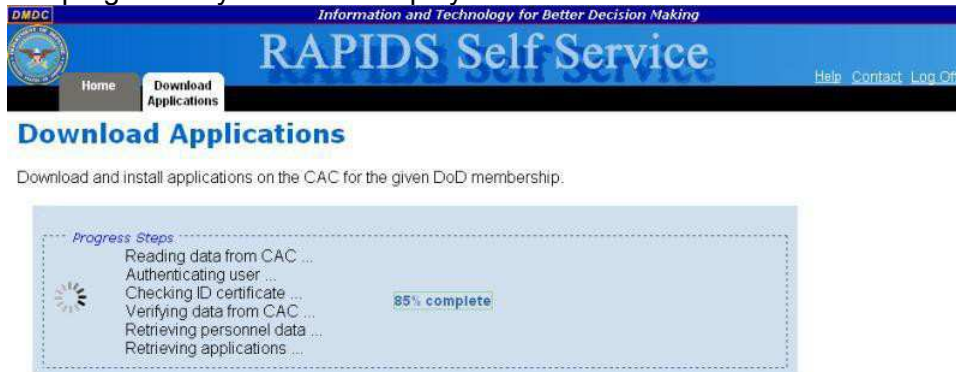 DMDC
Information and Technology for Better Decision Making
RAPIDS Self Service
Home
Download
Applications
Help Contact Log Of
Download Applications
Download and install applications on the CAC for the given DoD membership.
Progress Steps
Reading data from CAC ...
Authenticating user ...
Checking ID certificate ...
Verifying data from CAC ...
Retrieving personnel data ...
Retrieving applications ...
85% complete